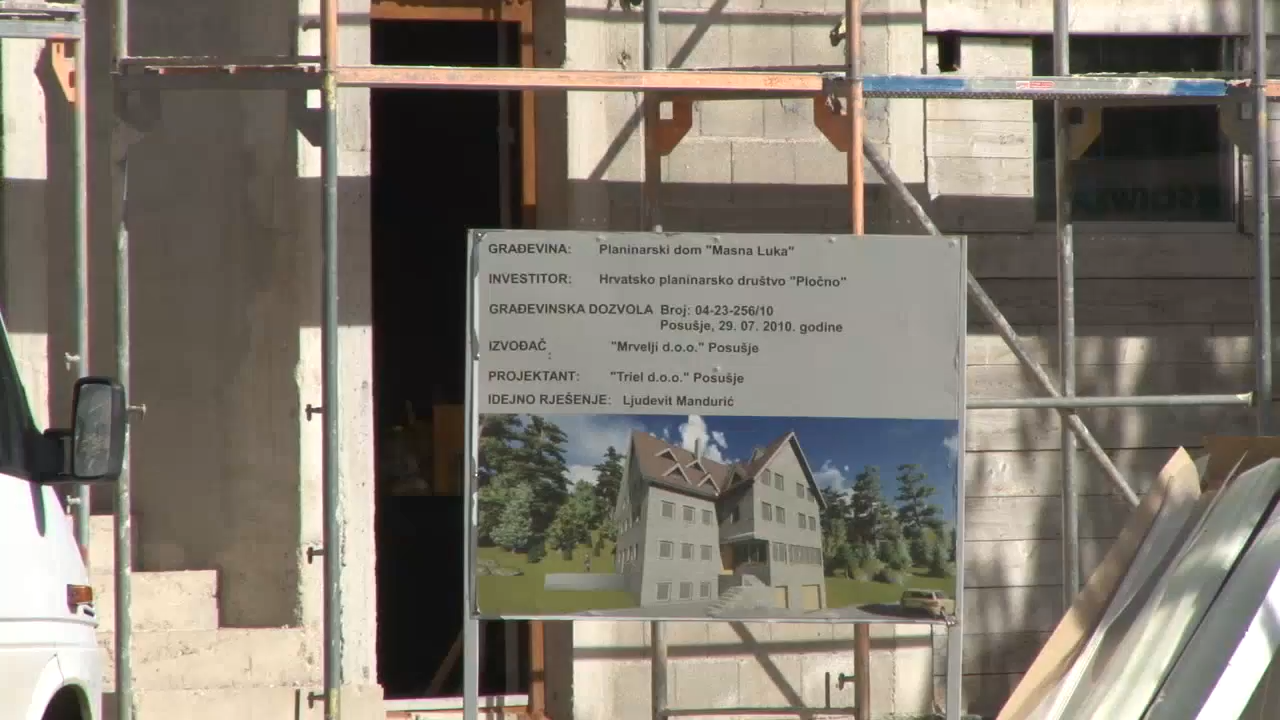 GRAĐEVINA: Planinarski dom "Masna Luka"
INVESTITOR: Hrvatsko planinarsko društvo "Pločno"
GRAĐEVINSKA DOZVOLA Broj: 04-23-256/10
Posušje, 29. 07. 2010. godine
IZVOĐAČ : "Mrvelji d.o.o." Posušje
PROJEKTANT: "Triel d.o.o." Posušje
IDEJNO RJEŠENJE: Ljudevit Mandurić